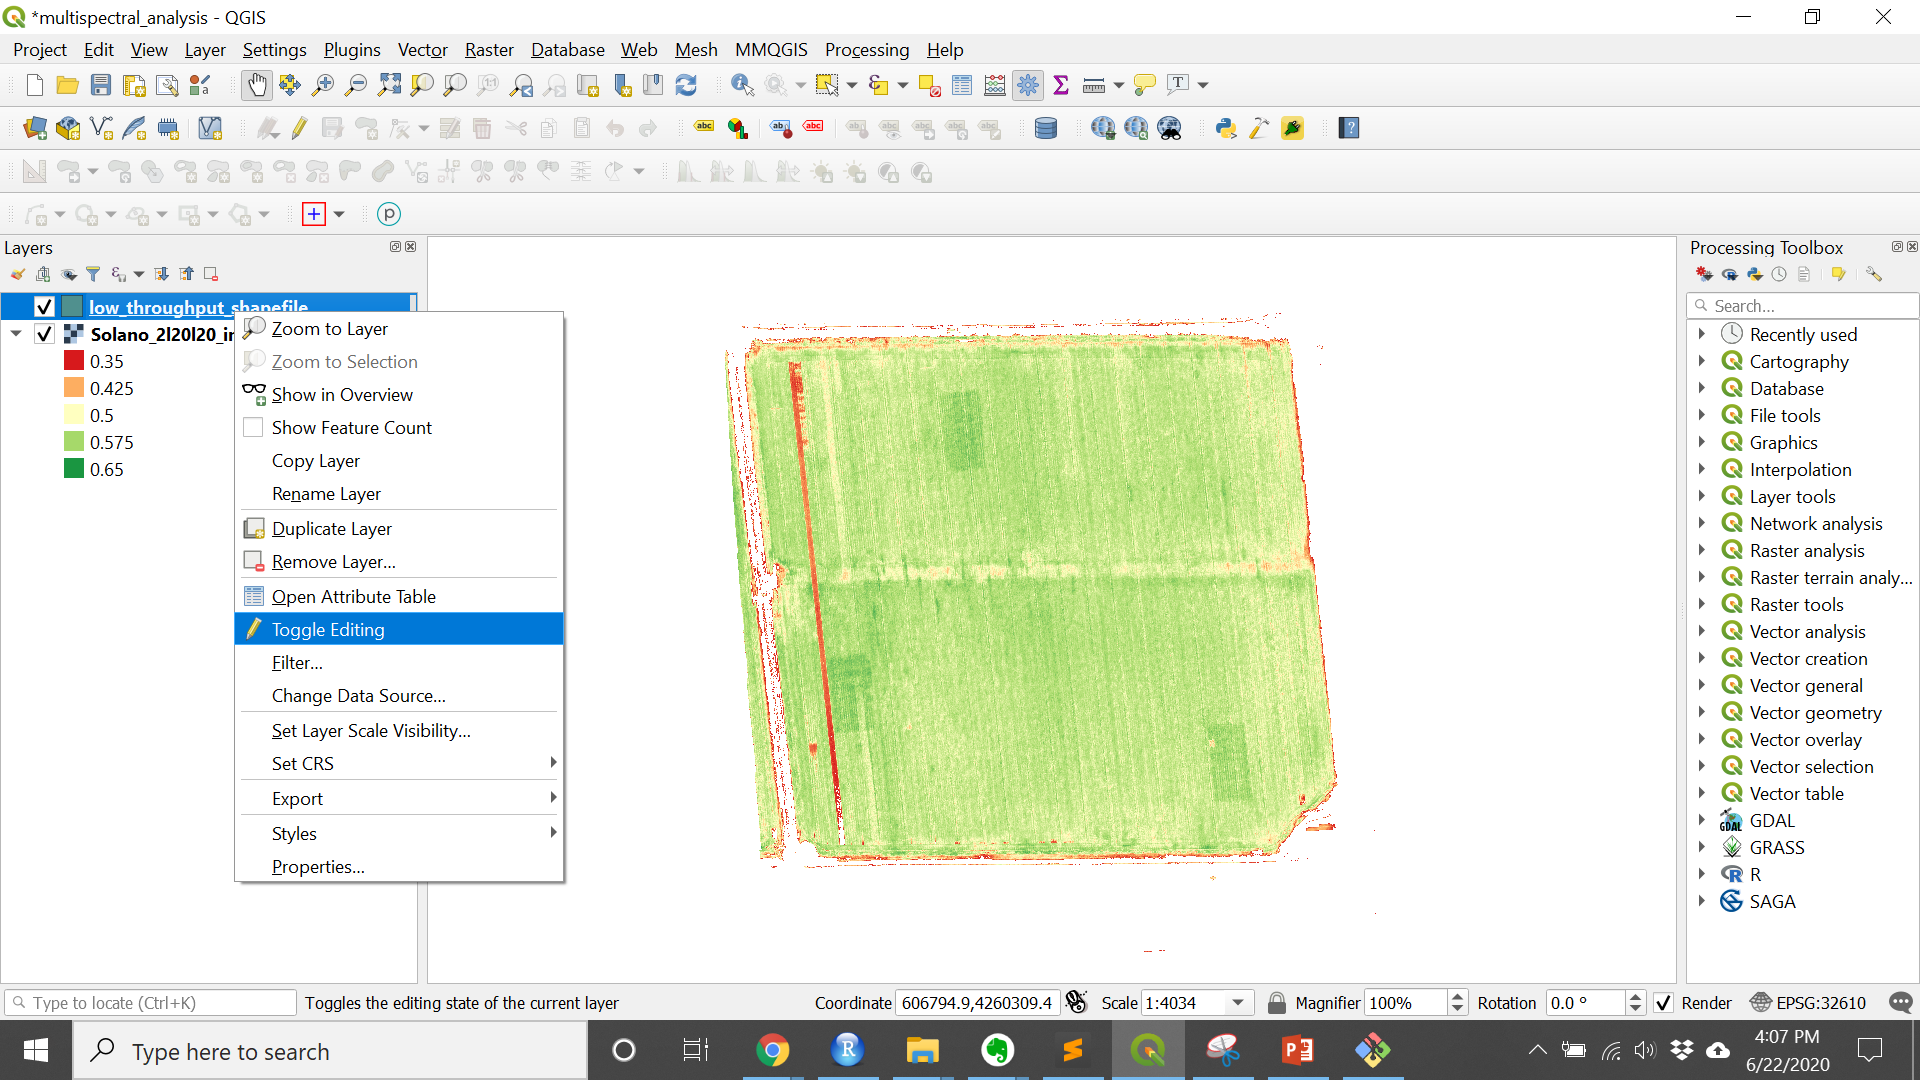 *multispectral_analysis - QGIS
Project Edit View Layer Settings Plugins Vector Raster Database Web Mesh MMQGIS Processing Help
Layers
low_throughput_shapefile
Solano_2l20l20_in
0.35
0.425
0.5
0.575
0.65
Zoom to Layer
Zoom to Selection
Show in Overview
Show Feature Count
Copy Layer
Rename Layer
Duplicate Layer
Remove Layer...
Open Attribute Table
Toggle Editing
Filter...
Change Data Source...
Set Layer Scale Visibility...
Set CRS
Export
Styles
Properties...
Processing Toolbox
Search...
Recently used
Cartography
Database
File tools
Graphics
Interpolation
Layer tools
Network analysis
Raster analysis
Raster terrain analy...
Raster tools
Vector analysis
Vector creation
Vector general
Vector geometry
Vector overlay
Vector selection
Vector table
GDAL
GRASS
R
SAGA
Type to locate (Ctrl+K) Toggles the editing state of the current layer Coordinate 606794.9,4260309.4 Scale 1:4034 Magnifier 100% Rotation 0.0 ° Render EPSG:32610
Type here to search
4:07 PM
6/22/2020